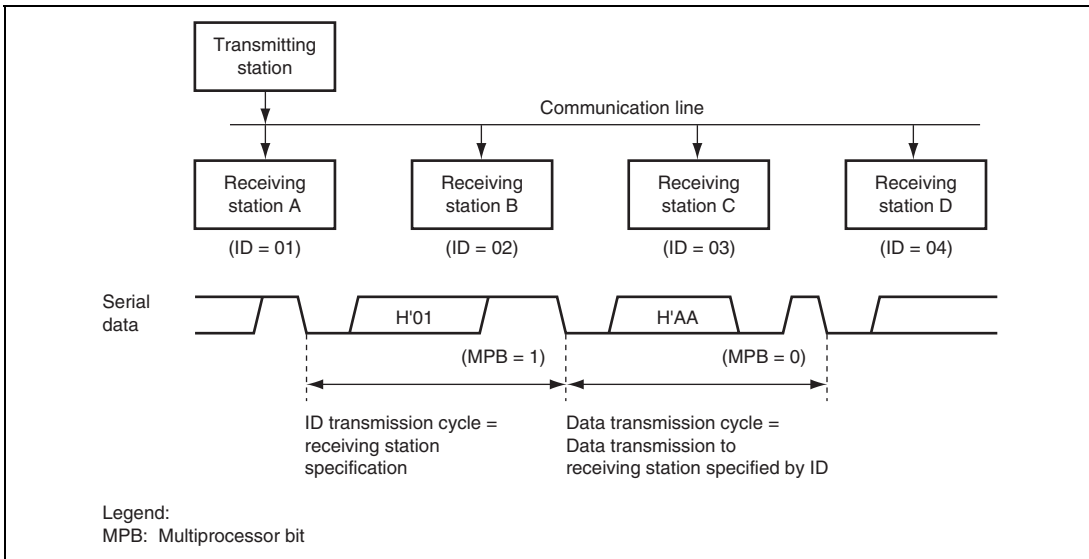 Transmitting
station
Communication line
Receiving
station A
Receiving
station B
Receiving
station C
Receiving
station D
(ID = 01)
(ID = 02)
(ID = 03)
(ID = 04)
Serial
data
H'01
H'AA
(MPB = 1)
(MPB = 0)
ID transmission cycle =
receiving station
specification
Data transmission cycle =
Data transmission to
receiving station specified by ID
Legend:
MPB: Multiprocessor bit